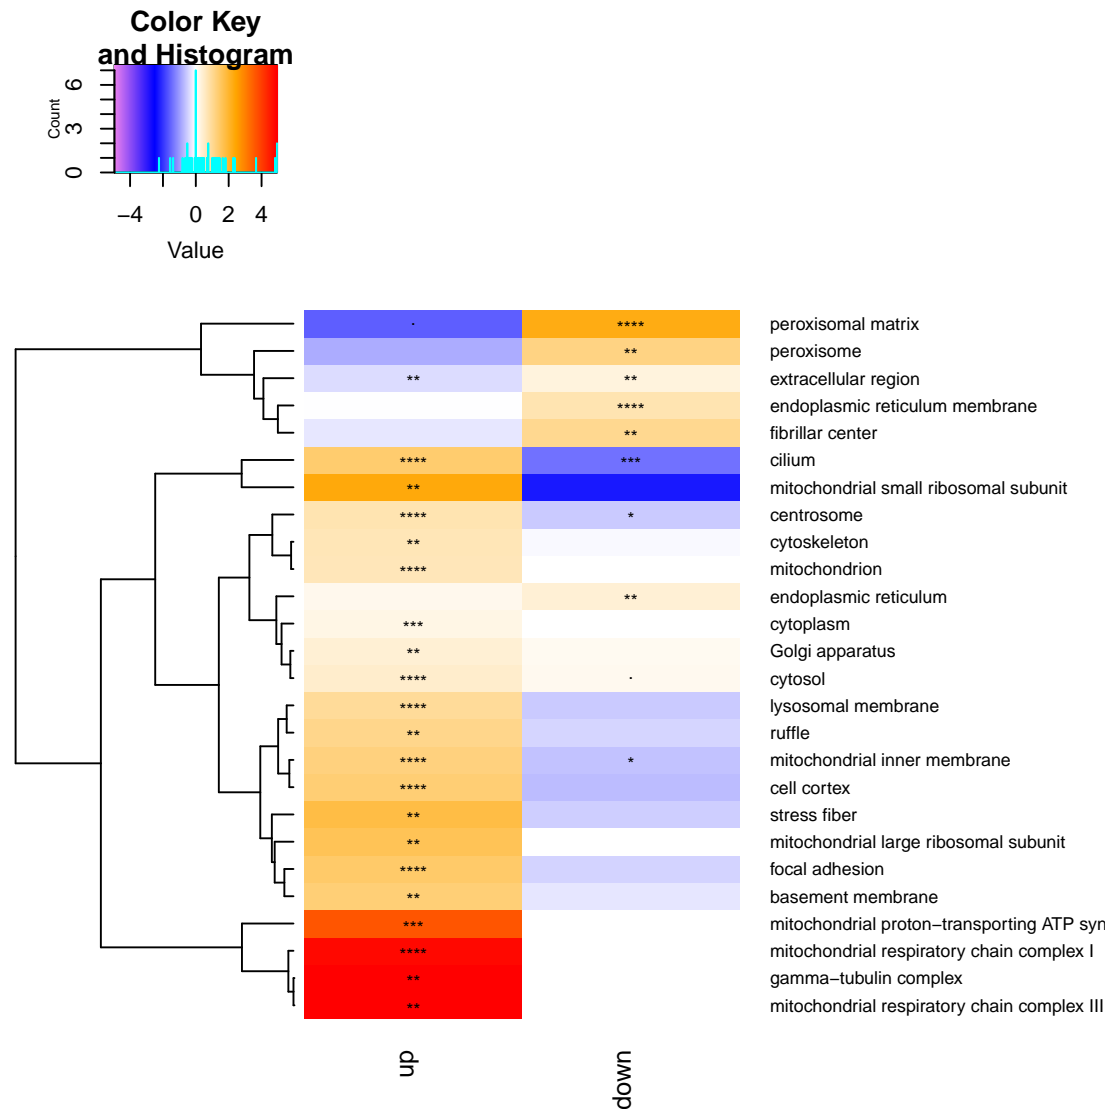 Color Key
and Histogram
Count
0 3 6
−4 0 2 4
Value
· **** peroxisomal matrix
** peroxisome
** ** extracellular region
**** endoplasmic reticulum membrane
** fibrillar center
**** *** cilium
** mitochondrial small ribosomal subunit
**** * centrosome
** cytoskeleton
**** mitochondrion
** endoplasmic reticulum
*** cytoplasm
** Golgi apparatus
**** · cytosol
**** lysosomal membrane
** ruffle
**** * mitochondrial inner membrane
**** cell cortex
** stress fiber
** mitochondrial large ribosomal subunit
**** focal adhesion
** basement membrane
*** mitochondrial proton−transporting ATP syn
**** mitochondrial respiratory chain complex I
** gamma−tubulin complex
** mitochondrial respiratory chain complex III
up down